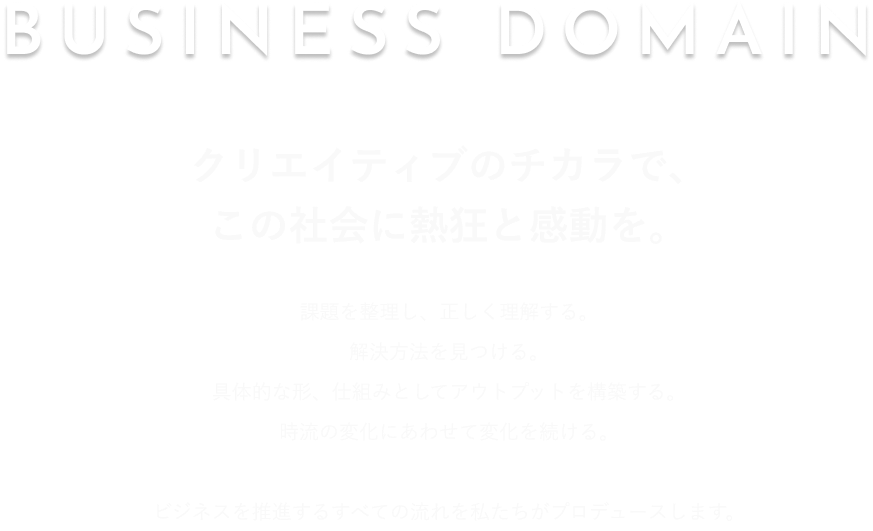 BUSINESS DOMAIN
クリエイティブのチカラで、
この社会に熱狂と感動を。
課題を整理し、正しく理解する。
解決方法を見つける。
具体的な形、仕組みとしてアウトプットを構築する。
時流の変化にあわせて変化を続ける。
ビジネスを推進するすべての流れを私たちがプロデュースします。